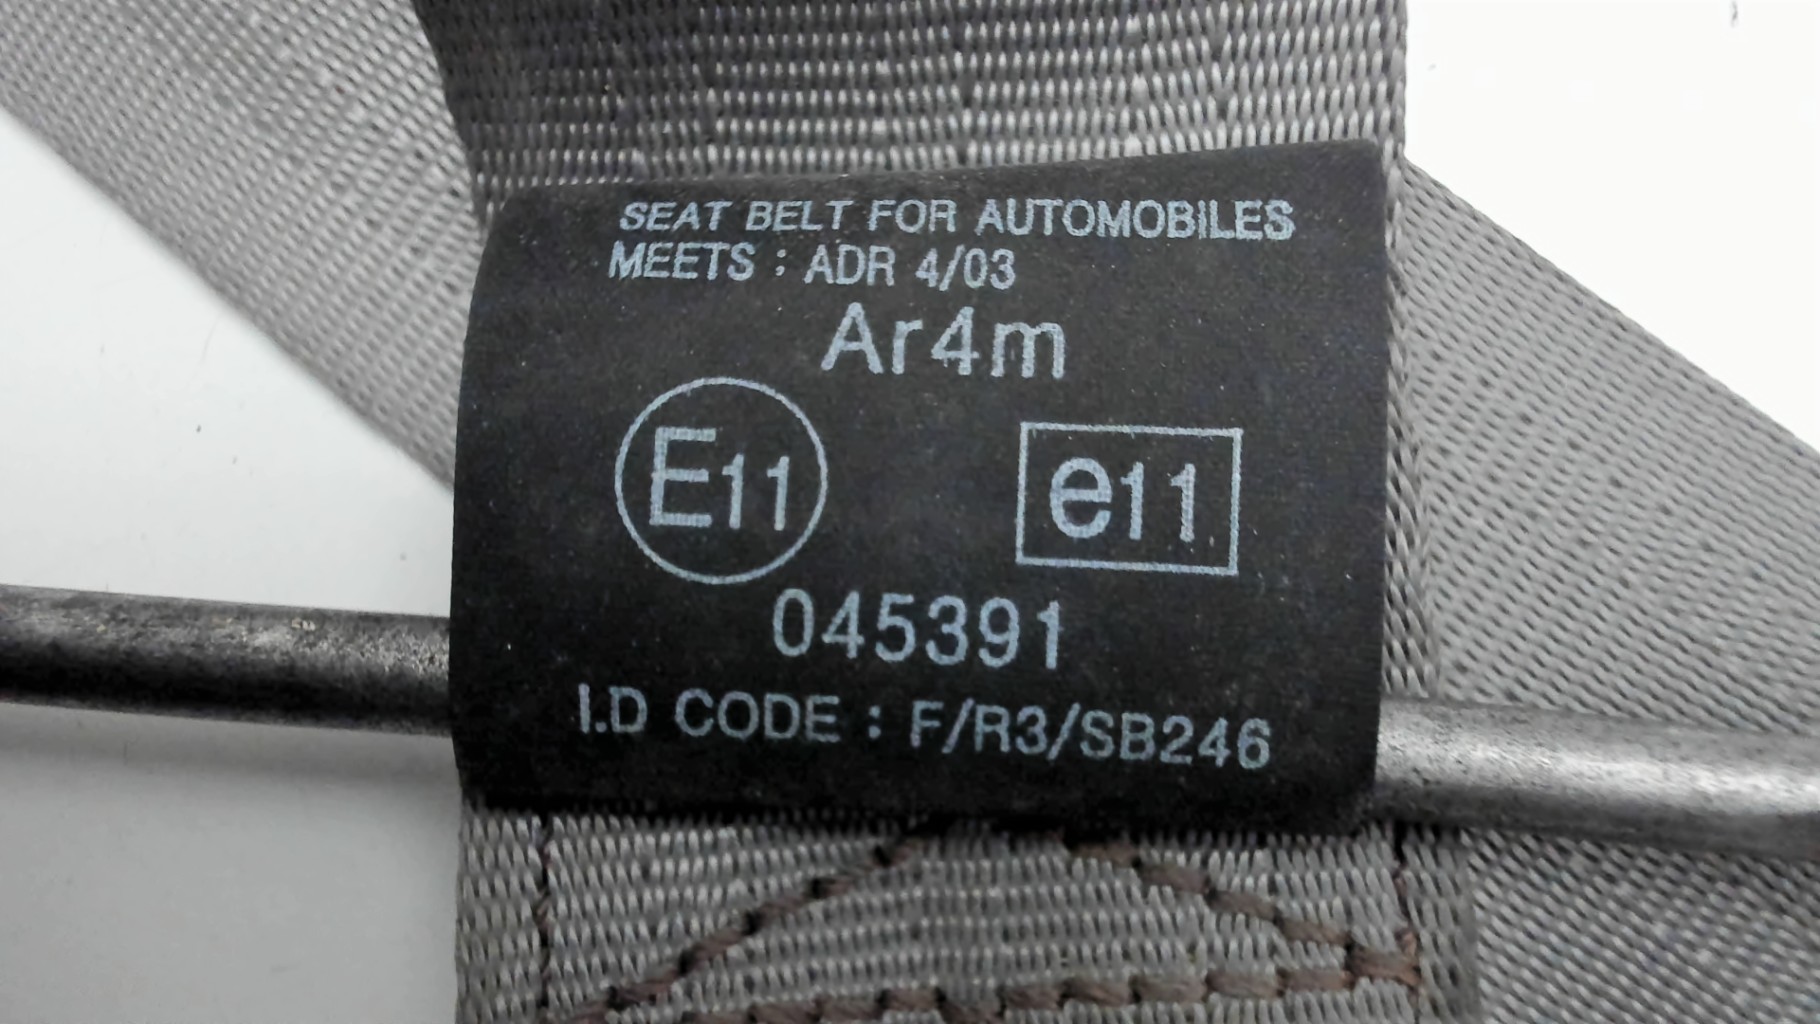 SEAT BELT FOR AUTOMOBILES
MEETS : ADR 4/03
Ar4m
E11 e11
045391
I.D CODE : F/R3/SB246